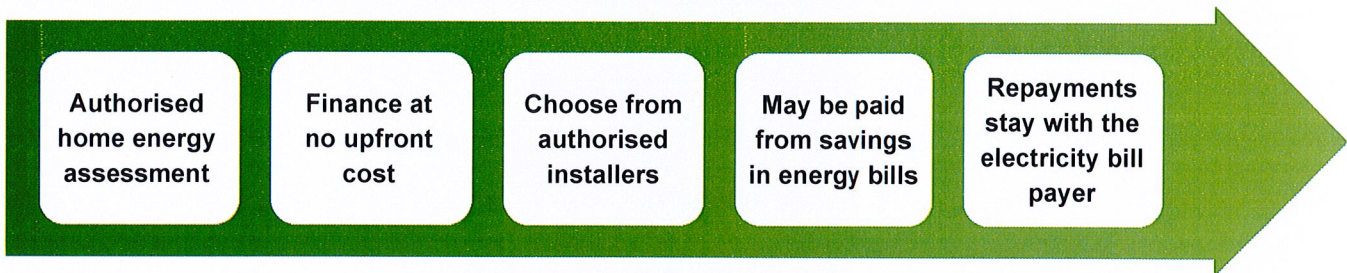 Authorised
home energy
assessment
Finance at
no upfront
cost
Choose from
authorised
installers
May be paid
from savings
in energy bills
Repayments
stay with the
electricity bill
payer